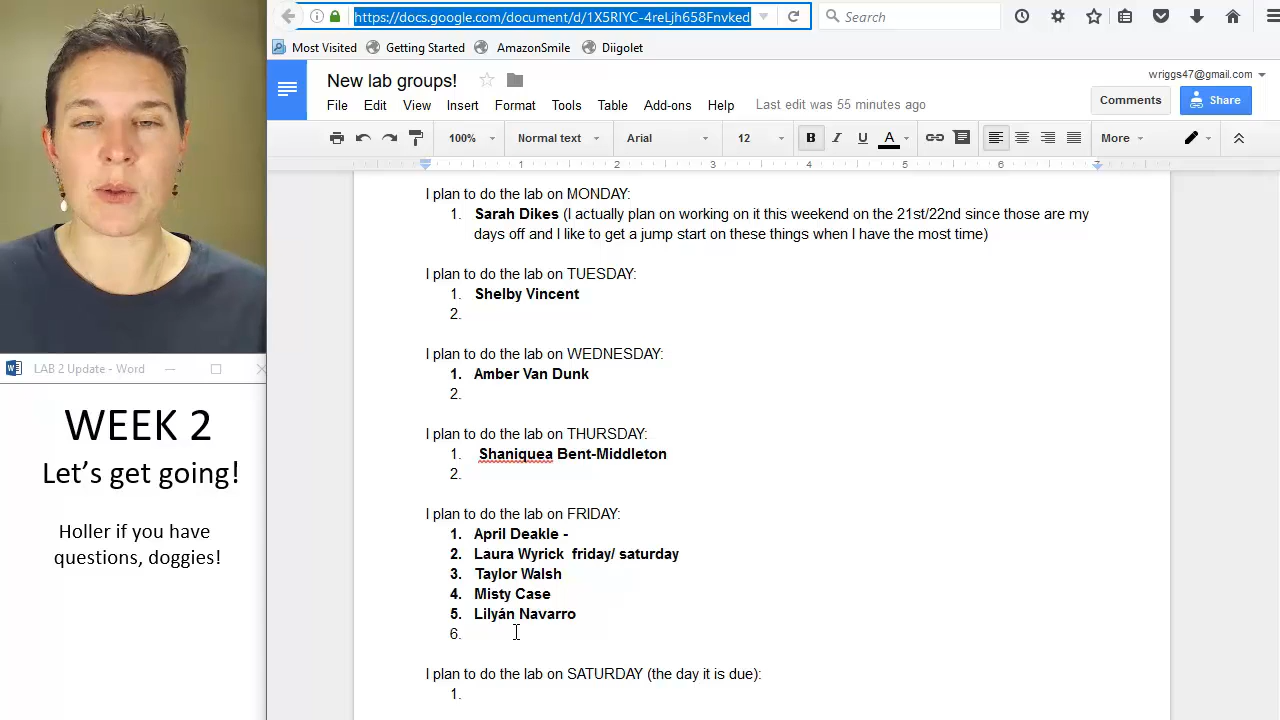 https://docs.google.com/document/d/1X5RIYC-4reLjh658Fnvked
Search
Most Visited Getting Started AmazonSmile Diigolet
New lab groups!
wriggs47@gmail.com
File Edit View Insert Format Tools Table Add-ons Help Last edit was 55 minutes ago
Comments Share
100% Normal text Arial 12 B I U A More
1 2 3 4 5 6 7
I plan to do the lab on MONDAY:
1. Sarah Dikes (I actually plan on working on it this weekend on the 21st/22nd since those are my
days off and I like to get a jump start on these things when I have the most time)
I plan to do the lab on TUESDAY:
1. Shelby Vincent
2.
I plan to do the lab on WEDNESDAY:
1. Amber Van Dunk
2.
I plan to do the lab on THURSDAY:
1. Shaniquea Bent-Middleton
2.
I plan to do the lab on FRIDAY:
1. April Deakle -
2. Laura Wyrick friday/ saturday
3. Taylor Walsh
4. Misty Case
5. Lilyán Navarro
6.
I plan to do the lab on SATURDAY (the day it is due):
1.
LAB 2 Update - Word
WEEK 2
Let's get going!
Holler if you have
questions, doggies!